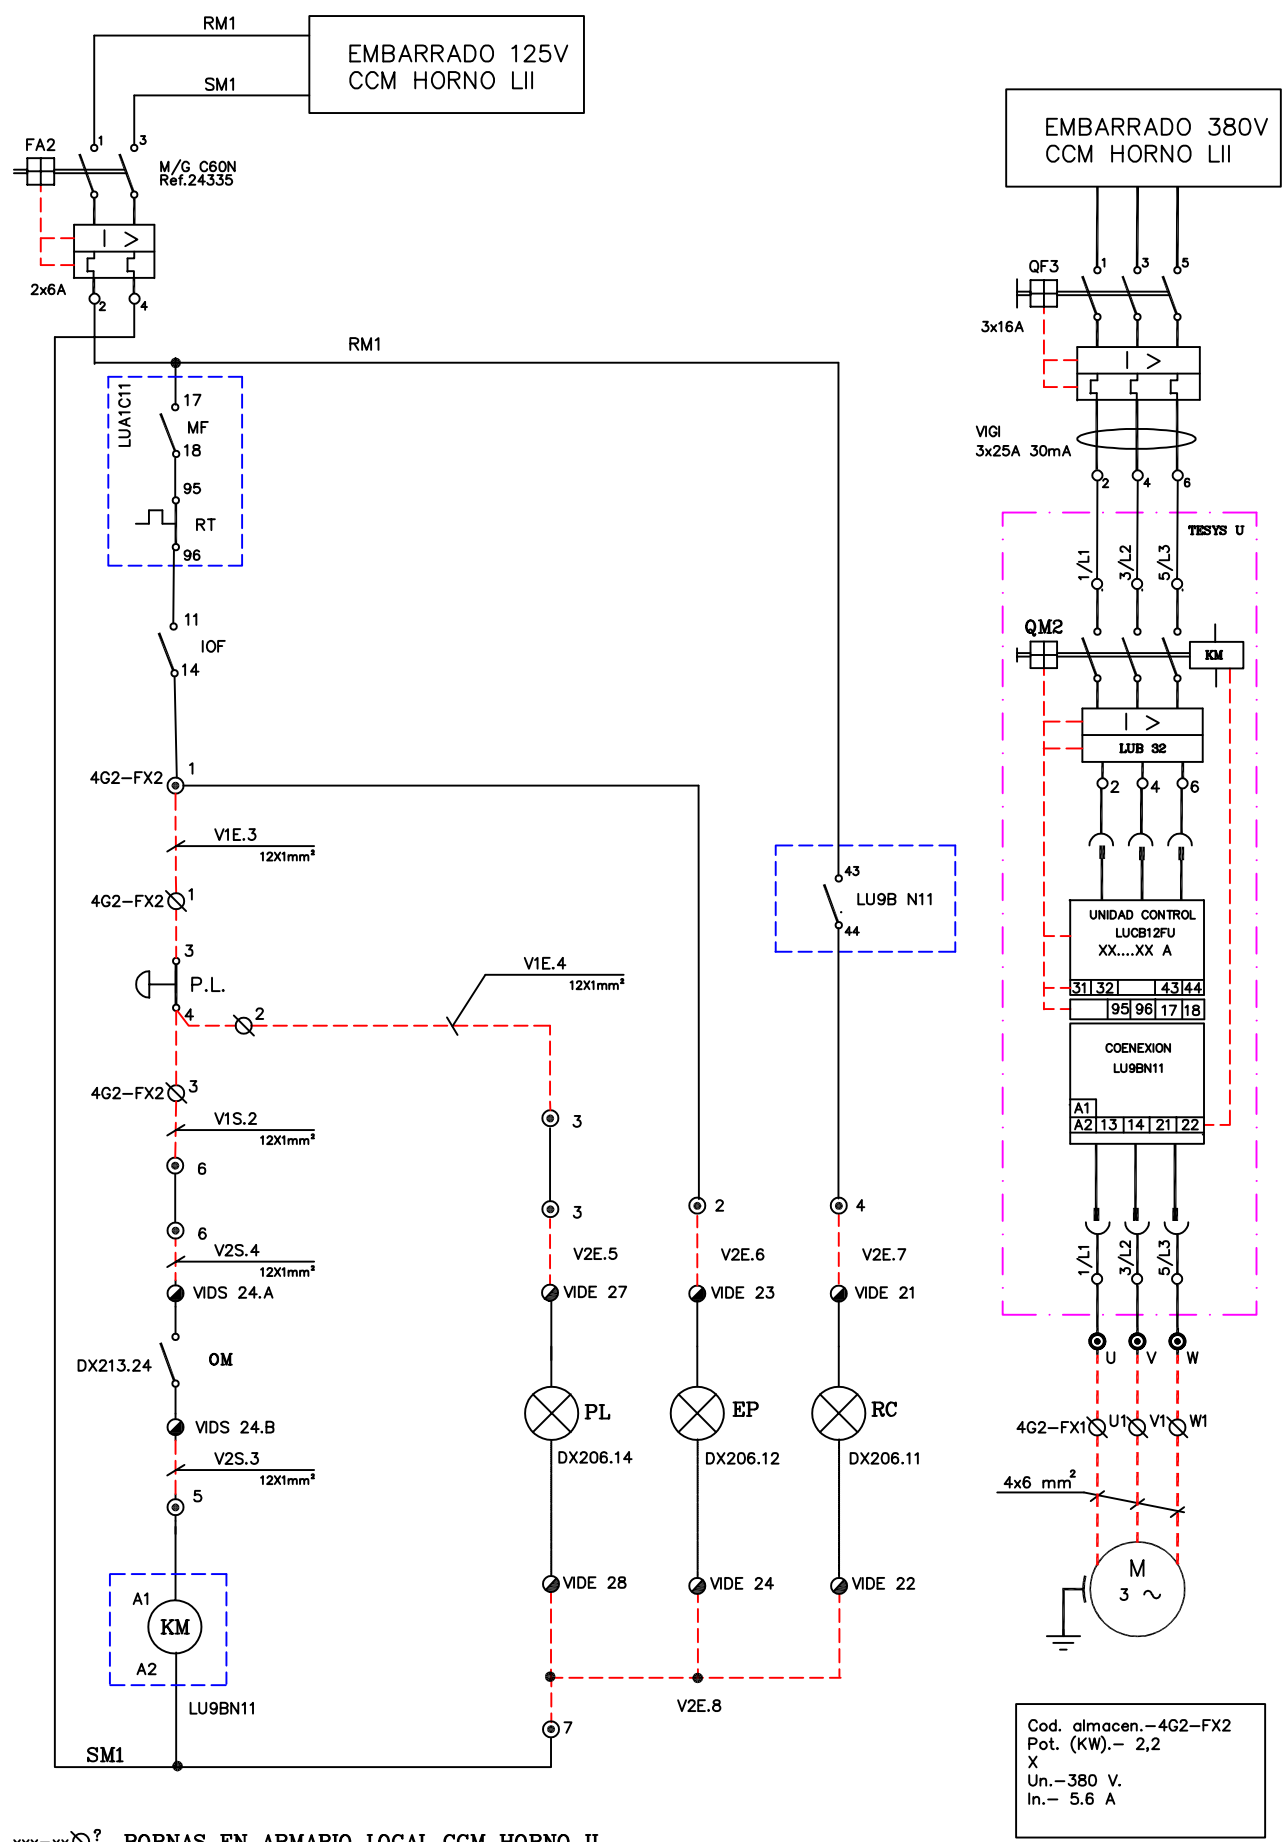 RM1
EMBARRADO 125V
CCM HORNO LII
SM1
FA2
1
3
M/G C60N
Ref.24335
I >
2x6A
2
4
RM1
LUA1C11
17
MF
18
95
RT
96
11
IOF
14
4G2-FX2
1
V1E.3
12X1mm²
4G2-FX2
1
3
P.L.
4
2
V1E.4
12X1mm²
4G2-FX2
3
V1S.2
12X1mm²
6
6
V2S.4
12X1mm²
VIDS 24.A
DX213.24
OM
VIDS 24.B
V2S.3
12X1mm²
5
A1
KM
A2
LU9BN11
SM1
3
3
V2E.5
VIDE 27
PL
DX206.14
VIDE 28
7
2
V2E.6
VIDE 23
EP
DX206.12
VIDE 24
V2E.8
43
LU9B N11
44
4
V2E.7
VIDE 21
RC
DX206.11
VIDE 22
EMBARRADO 380V
CCM HORNO LII
QF3
1
3
5
3x16A
I >
VIGI
3x25A 30mA
2
4
6
TESYS U
1/L1
3/L2
5/L3
QM2
KM
I >
LUB 32
2
4
6
UNIDAD CONTROL
LUCB12FU
XX....XX A
31 32 43 44
95 96 17 18
COENEXION
LU9BN11
A1
A2 13 14 21 22
1/L1
3/L2
5/L3
U
V
W
4G2-FX1
U1
V1
W1
4x6 mm²
M
3 ~
Cod. almacen.-4G2-FX2
Pot. (KW).- 2,2
X
Un.-380 V.
In.- 5.6 A
BORNAS EN ARMARIO LOCAL CCM HORNO II